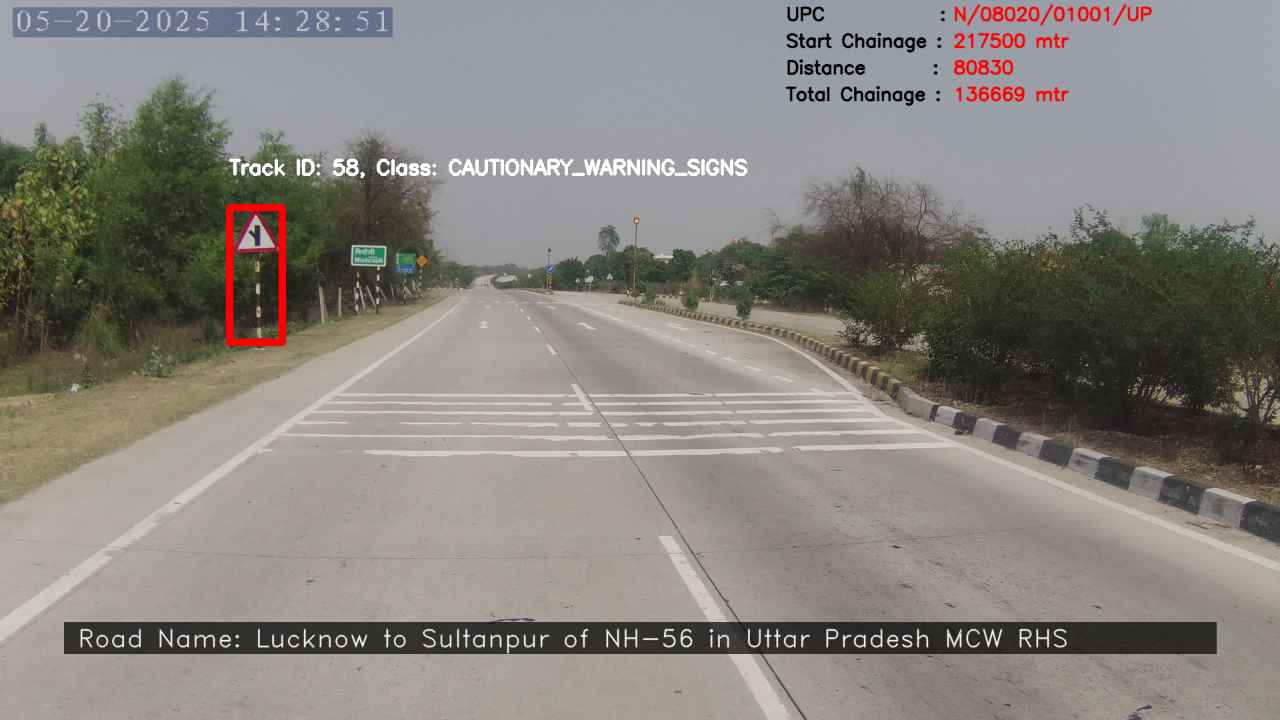 05-20-2025 14:28:51
UPC : N/08020/01001/UP
Start Chainage : 217500 mtr
Distance : 80830
Total Chainage : 136669 mtr
Track ID: 58, Class: CAUTIONARY_WARNING_SIGNS
Road Name: Lucknow to Sultanpur of NH-56 in Uttar Pradesh MCW RHS